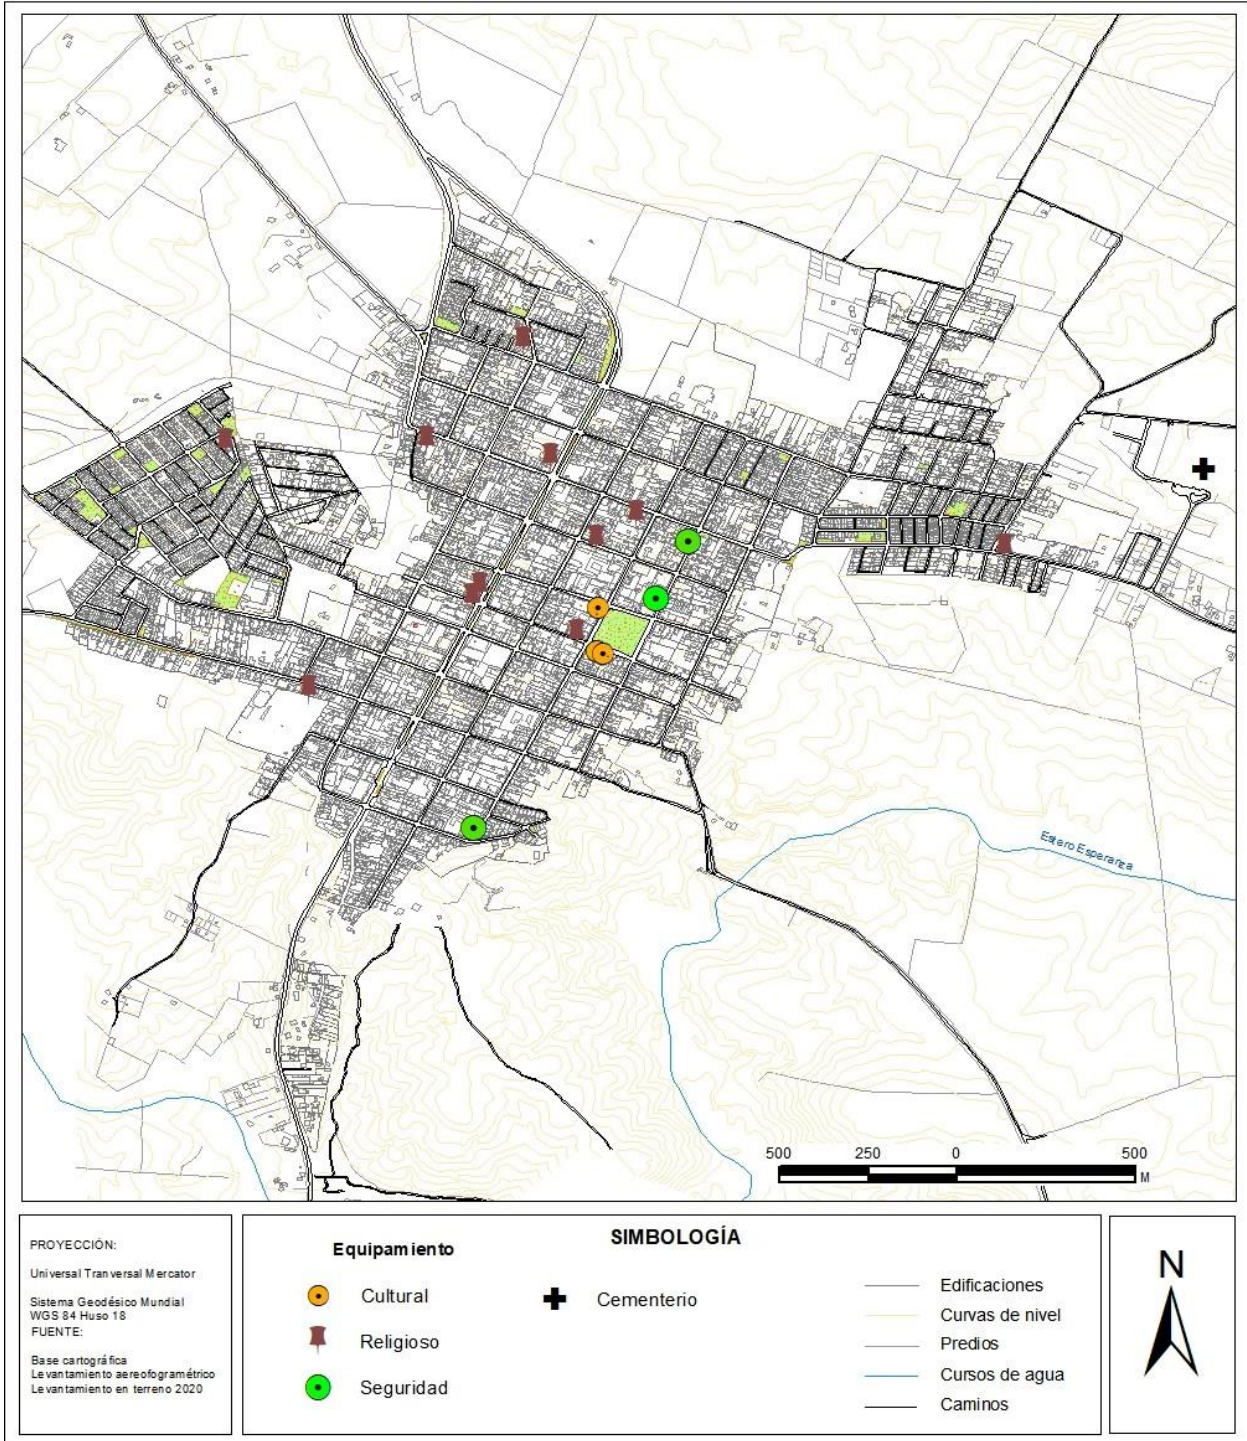 Estero Esperanza
500
250
0
500
M
PROYECCIÓN:
Universal Tranversal Mercator
Sistema Geodésico Mundial
WGS 84 Huso 18
FUENTE:
Base cartográfica
Levantamiento aereofogramétrico
Levantamiento en terreno 2020
SIMBOLOGÍA
Equipamiento
Cultural
Religioso
Seguridad
Cementerio
Edificaciones
Curvas de nivel
Predios
Cursos de agua
Caminos
N